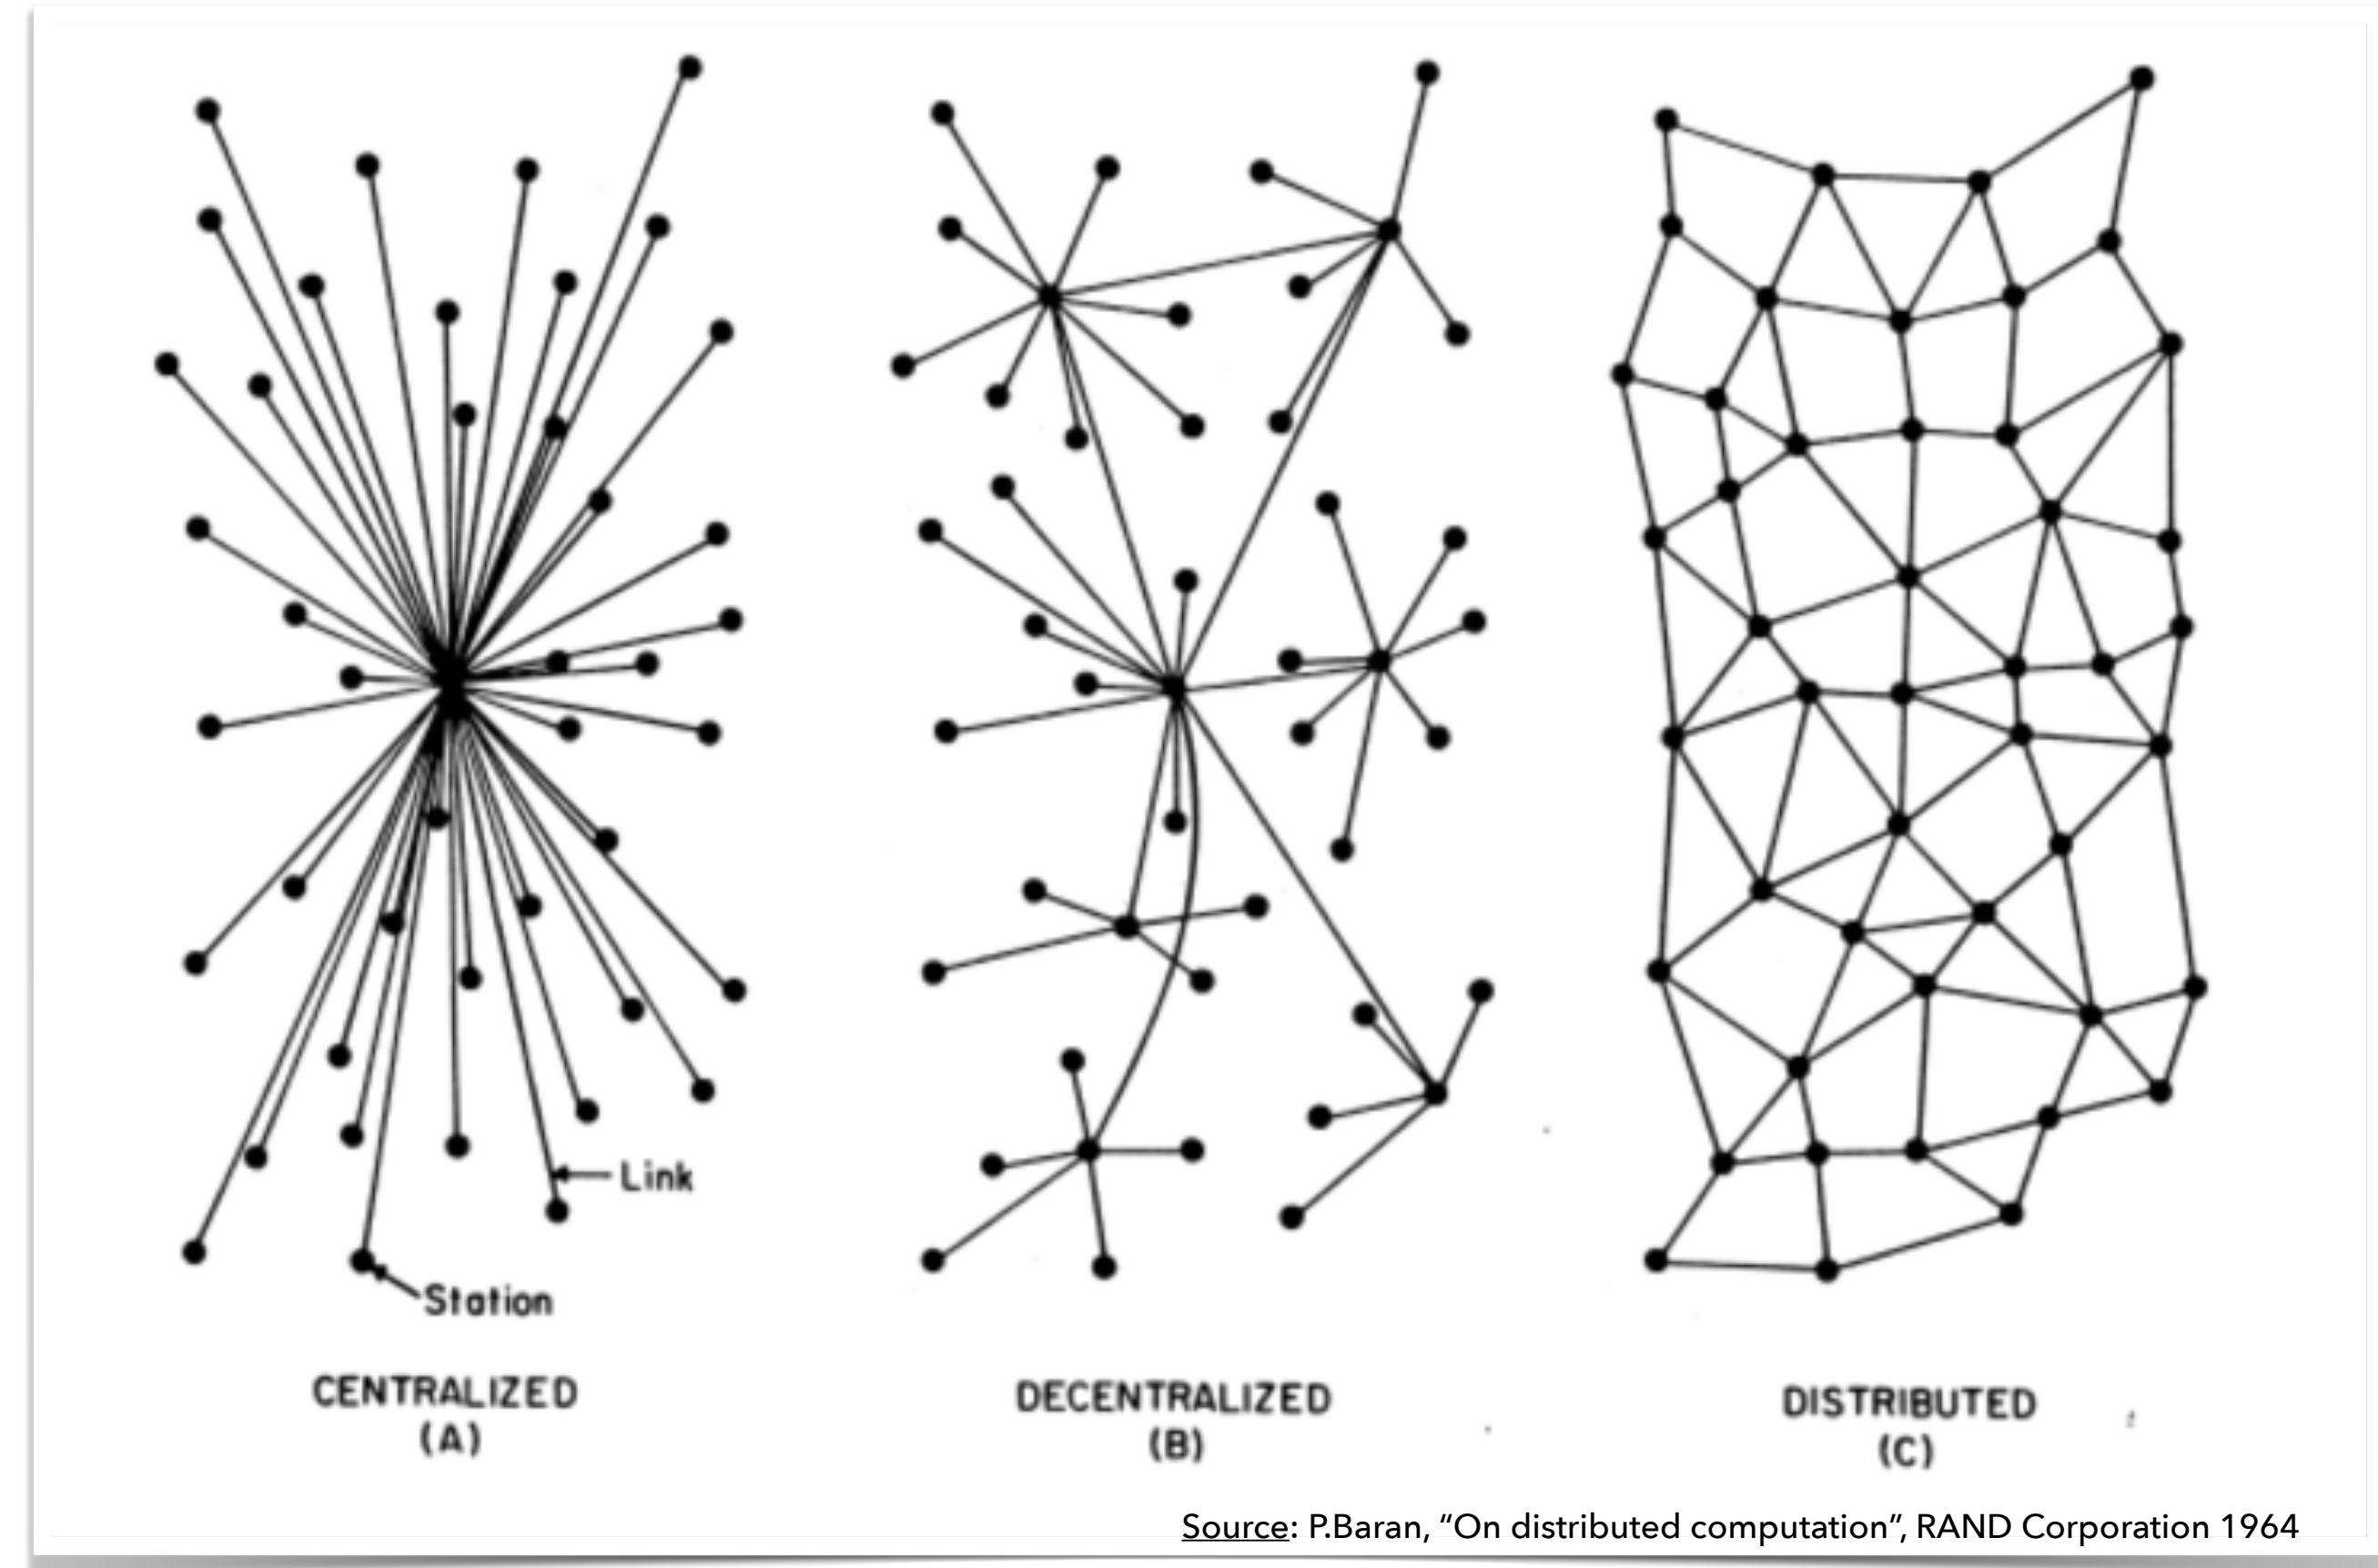 Link
Station
CENTRALIZED
(A)
DECENTRALIZED
(B)
DISTRIBUTED
(C)
Source: P.Baran, “On distributed computation”, RAND Corporation 1964